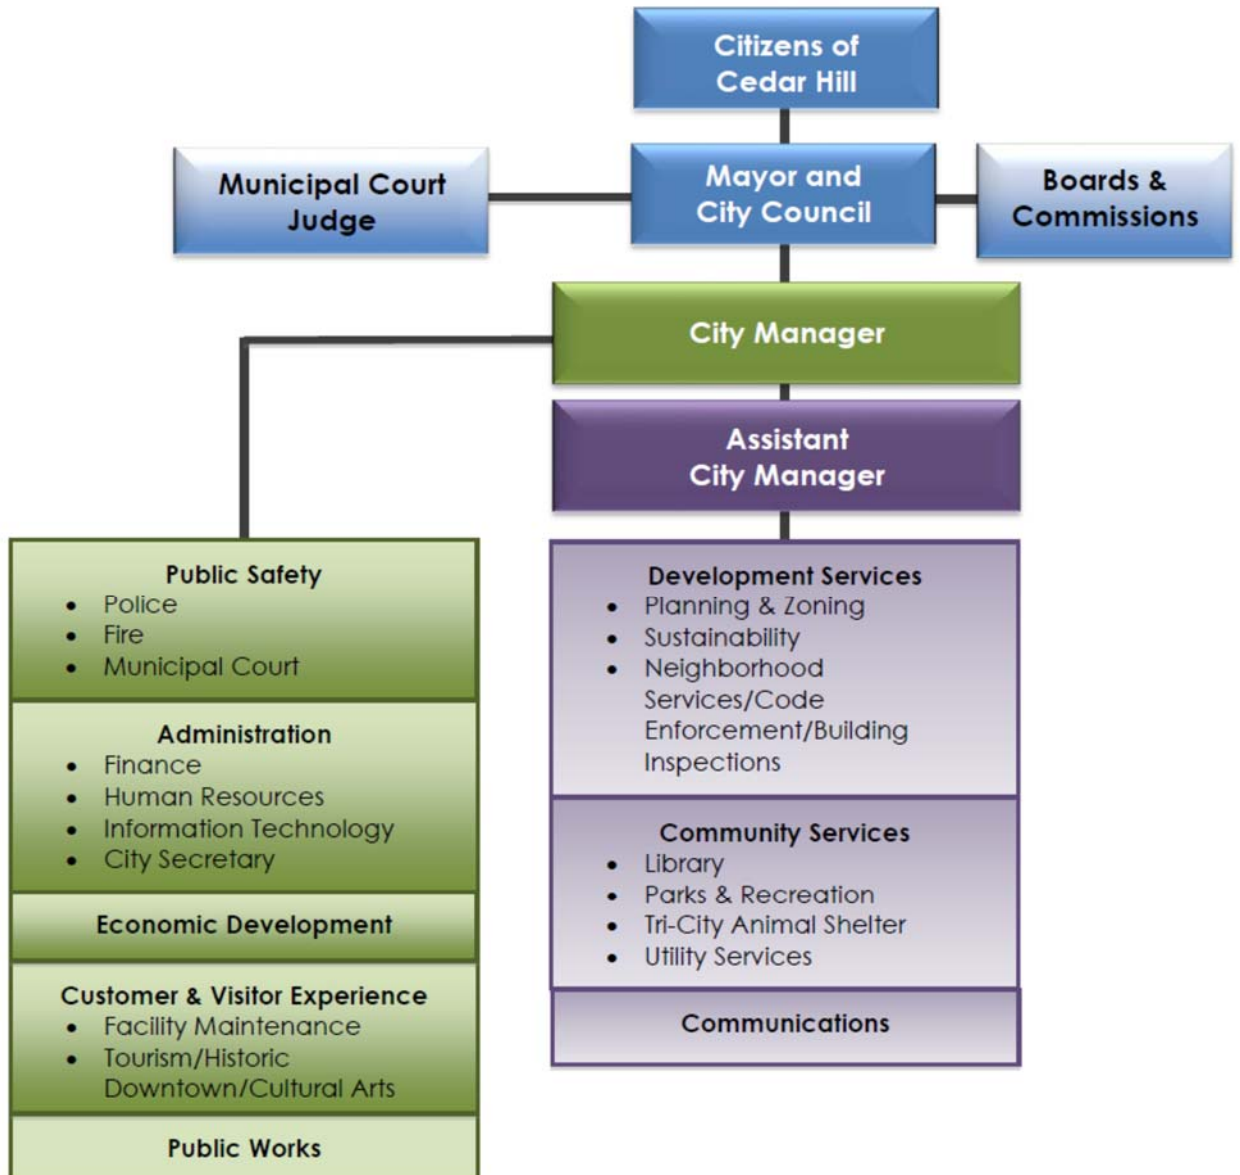 Citizens of
Cedar Hill
Municipal Court
Judge
Mayor and
City Council
Boards &
Commissions
City Manager
Assistant
City Manager
Public Safety
• Police
• Fire
• Municipal Court
Administration
• Finance
• Human Resources
• Information Technology
• City Secretary
Economic Development
Customer & Visitor Experience
• Facility Maintenance
• Tourism/Historic
Downtown/Cultural Arts
Public Works
Development Services
• Planning & Zoning
• Sustainability
• Neighborhood
Services/Code
Enforcement/Building
Inspections
Community Services
• Library
• Parks & Recreation
• Tri-City Animal Shelter
• Utility Services
Communications